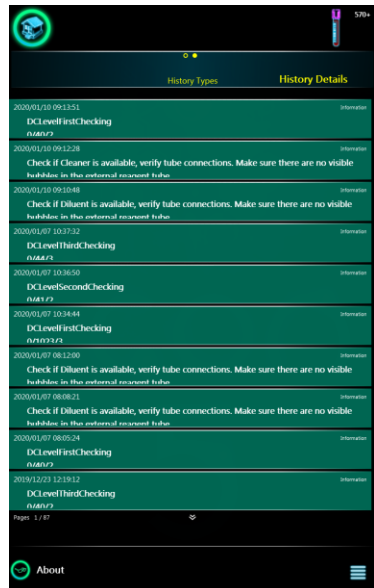 570+
History Types
History Details
2020/01/10 09:13:51 Information
DCLevelFirstChecking
0/40/2
2020/01/10 09:12:28 Information
Check if Cleaner is available, verify tube connections. Make sure there are no visible
bubbles in the external reagent tube
2020/01/10 09:10:48 Information
Check if Diluent is available, verify tube connections. Make sure there are no visible
bubbles in the external reagent tube
2020/01/07 10:37:32 Information
DCLevelThirdChecking
0/44/3
2020/01/07 10:36:50 Information
DCLevelSecondChecking
0/41/2
2020/01/07 10:34:44 Information
DCLevelFirstChecking
0/1023/3
2020/01/07 08:12:00 Information
Check if Diluent is available, verify tube connections. Make sure there are no visible
bubbles in the external reagent tube
2020/01/07 08:08:21 Information
Check if Diluent is available, verify tube connections. Make sure there are no visible
bubbles in the external reagent tube
2020/01/07 08:05:24 Information
DCLevelFirstChecking
0/40/2
2019/12/23 12:19:12 Information
DCLevelThirdChecking
0/40/2
Pages 1 / 87
About